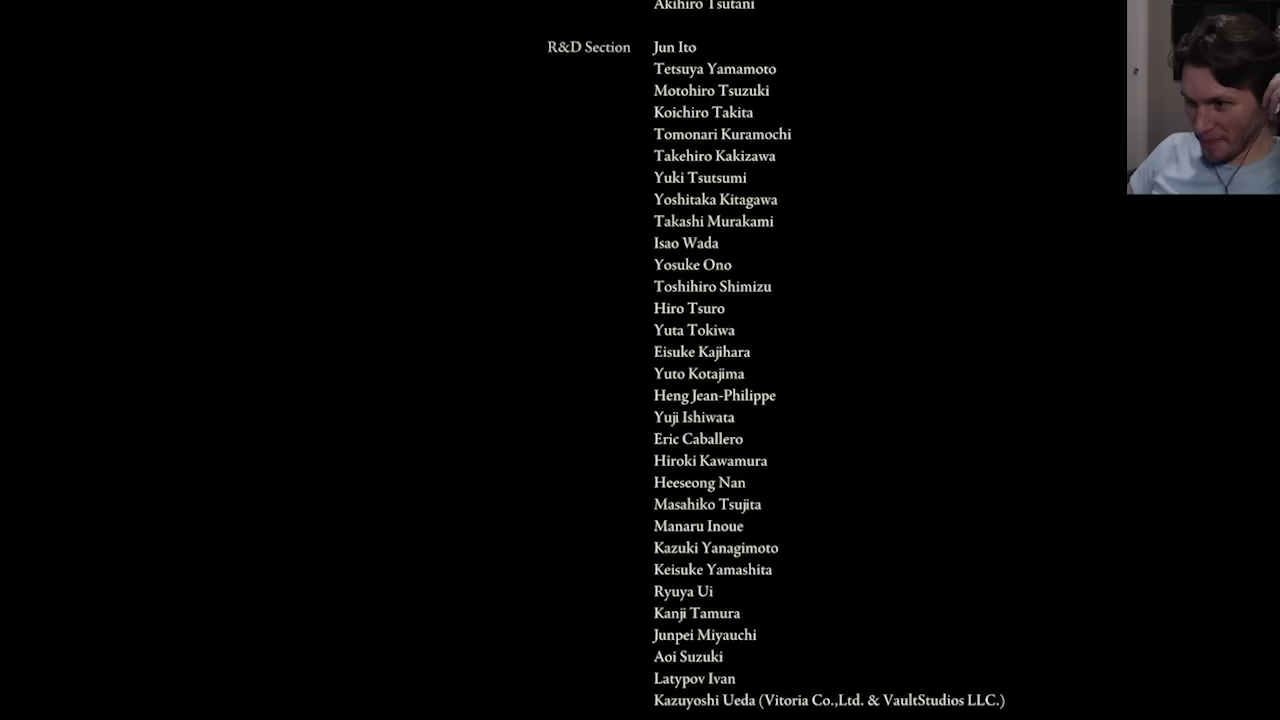 Akihiro Tsutani
R&D Section Jun Ito
Tetsuya Yamamoto
Motohiro Tsuzuki
Koichiro Takita
Tomonari Kuramochi
Takehiro Kakizawa
Yuki Tsutsumi
Yoshitaka Kitagawa
Takashi Murakami
Isao Wada
Yosuke Ono
Toshihiro Shimizu
Hiro Tsuro
Yuta Tokiwa
Eisuke Kajihara
Yuto Kotajima
Heng Jean-Philippe
Yuji Ishiwata
Eric Caballero
Hiroki Kawamura
Heeseong Nan
Masahiko Tsujita
Manaru Inoue
Kazuki Yanagimoto
Keisuke Yamashita
Ryuya Ui
Kanji Tamura
Junpei Miyauchi
Aoi Suzuki
Latypov Ivan
Kazuyoshi Ueda (Vitoria Co.,Ltd. & VaultStudios LLC.)